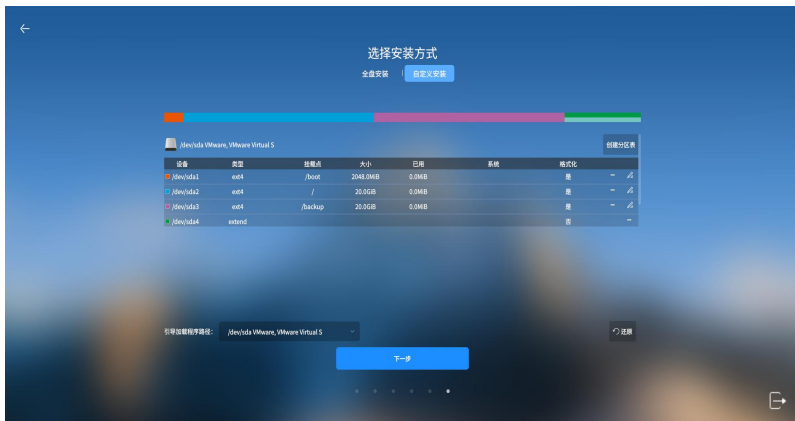 选择安装方式
全盘安装 | 自定义安装
/dev/sda VMware, VMware Virtual S 创建分区表
设备 类型 挂载点 大小 已用 系统 格式化
/dev/sda1 ext4 /boot 2048.0MiB 0.0MiB 是
/dev/sda2 ext4 / 20.0GiB 0.0MiB 是
/dev/sda3 ext4 /backup 20.0GiB 0.0MiB 是
/dev/sda4 extend 否
引导加载程序路径: /dev/sda VMware, VMware Virtual S 还原
下一步